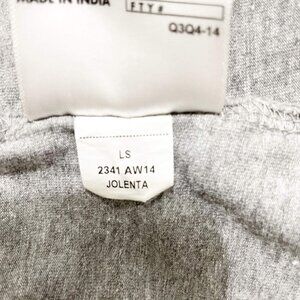 MADE IN INDIA
FTY#
Q3Q4-14
LS
2341 AW14
JOLENTA